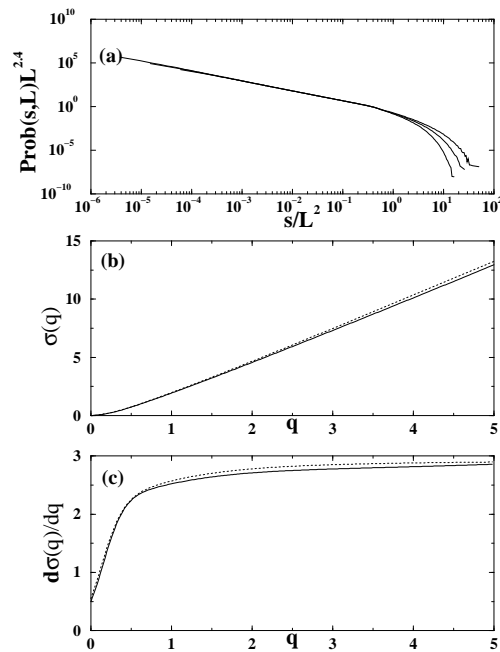 10^10
(a)
10^5
10^0
10^−5
10^−10
Prob(s,L)L^2.4
10^−6 10^−5 10^−4 10^−3 10^−2 10^−1 10^0 10^1 10^2
s/L^2
15
(b)
10
5
0
σ(q)
0 1 2 3 4 5
q
3
(c)
2
1
0
dσ(q)/dq
0 1 2 3 4 5
q